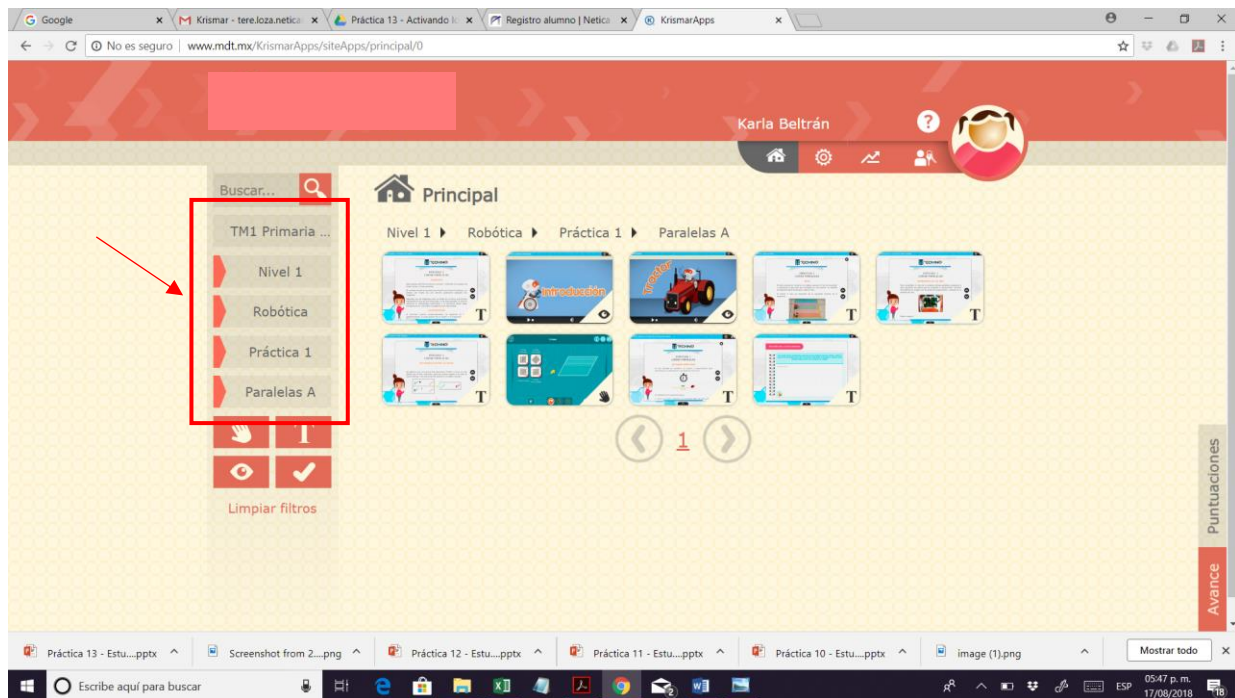 Google
Krismar - tere.loza.netica
Práctica 13 - Activando lo
Registro alumno | Netica
KrismarApps
No es seguro | www.mdt.mx/KrismarApps/siteApps/principal/0
Karla Beltrán
?
Buscar...
Principal
TM1 Primaria ...
Nivel 1
Robótica
Práctica 1
Paralelas A
Nivel 1 Robótica Práctica 1 Paralelas A
Introducción
Tractor
T
T
T
T
T
T
T
1
Limpiar filtros
Puntuaciones
Avance
Práctica 13 - Estu....pptx
Screenshot from 2....png
Práctica 12 - Estu....pptx
Práctica 11 - Estu....pptx
Práctica 10 - Estu....pptx
image (1).png
Mostrar todo
Escribe aquí para buscar
ESP
05:47 p. m.
17/08/2018
18